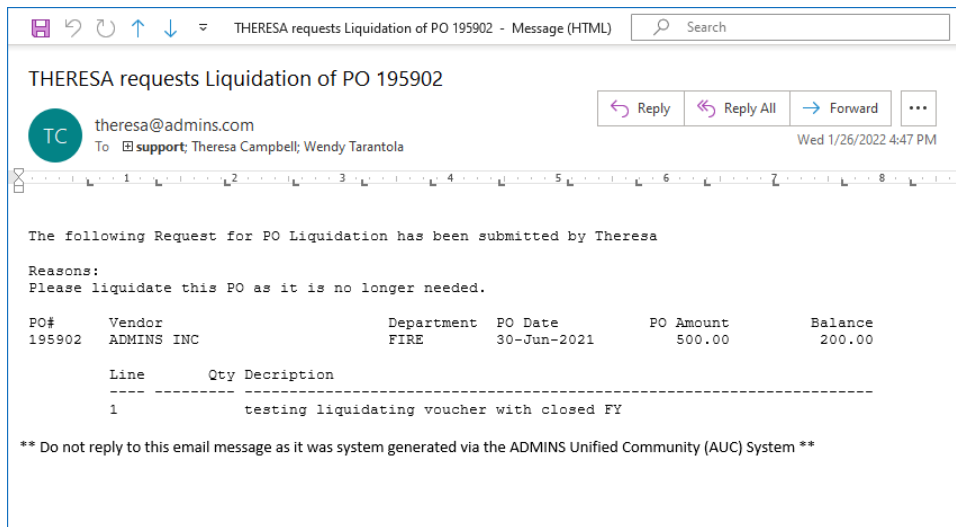 THERESA requests Liquidation of PO 195902 - Message (HTML)
Search
THERESA requests Liquidation of PO 195902
Reply
Reply All
Forward
TC
theresa@admins.com
Wed 1/26/2022 4:47 PM
To support; Theresa Campbell; Wendy Tarantola
1 2 3 4 5 6 7 8
The following Request for PO Liquidation has been submitted by Theresa
Reasons:
Please liquidate this PO as it is no longer needed.
PO# Vendor Department PO Date PO Amount Balance
195902 ADMINS INC FIRE 30-Jun-2021 500.00 200.00
Line Qty Decription
1 testing liquidating voucher with closed FY
** Do not reply to this email message as it was system generated via the ADMINS Unified Community (AUC) System **